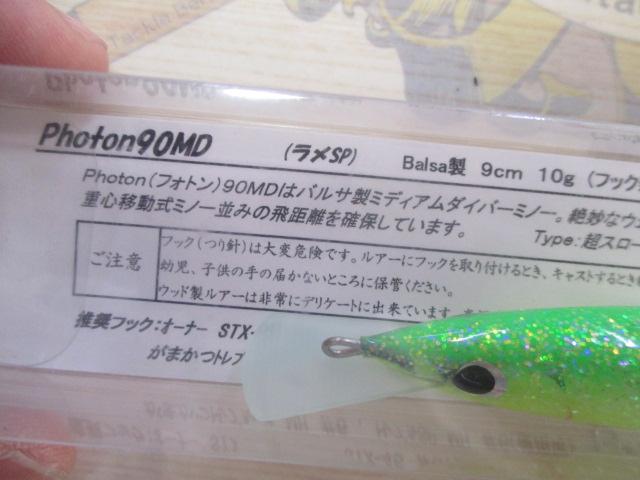 Photon90MD (ラメSP) Balsa製 9cm 10g (フック
Photon(フォトン)90MDはバルサ製ミディアムダイバーミノー。絶妙なウ
重心移動式ミノー並みの飛距離を確保しています。 Type:超スロー
ご注意
フック(つり針)は大変危険です。ルアーにフックを取り付けるとき、キャストするとき
幼児、子供の手の届かないところに保管ください。
ウッド製ルアーは非常にデリケートに出来ています。
推奨フック:オーナー STX-
がまかつトレブ